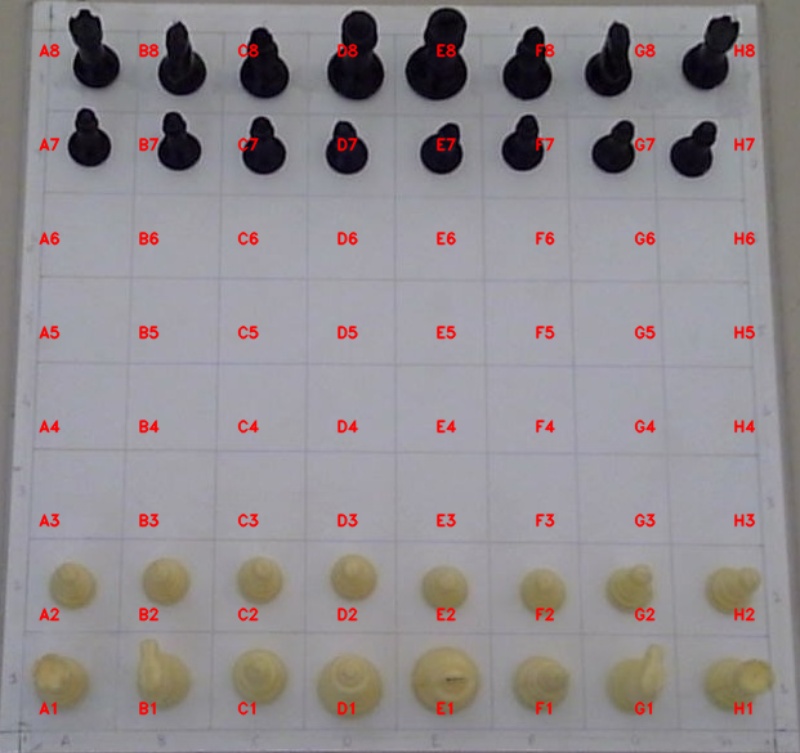 A8 B8 C8 D8 E8 F8 G8 H8
A7 B7 C7 D7 E7 F7 G7 H7
A6 B6 C6 D6 E6 F6 G6 H6
A5 B5 C5 D5 E5 F5 G5 H5
A4 B4 C4 D4 E4 F4 G4 H4
A3 B3 C3 D3 E3 F3 G3 H3
A2 B2 C2 D2 E2 F2 G2 H2
A1 B1 C1 D1 E1 F1 G1 H1